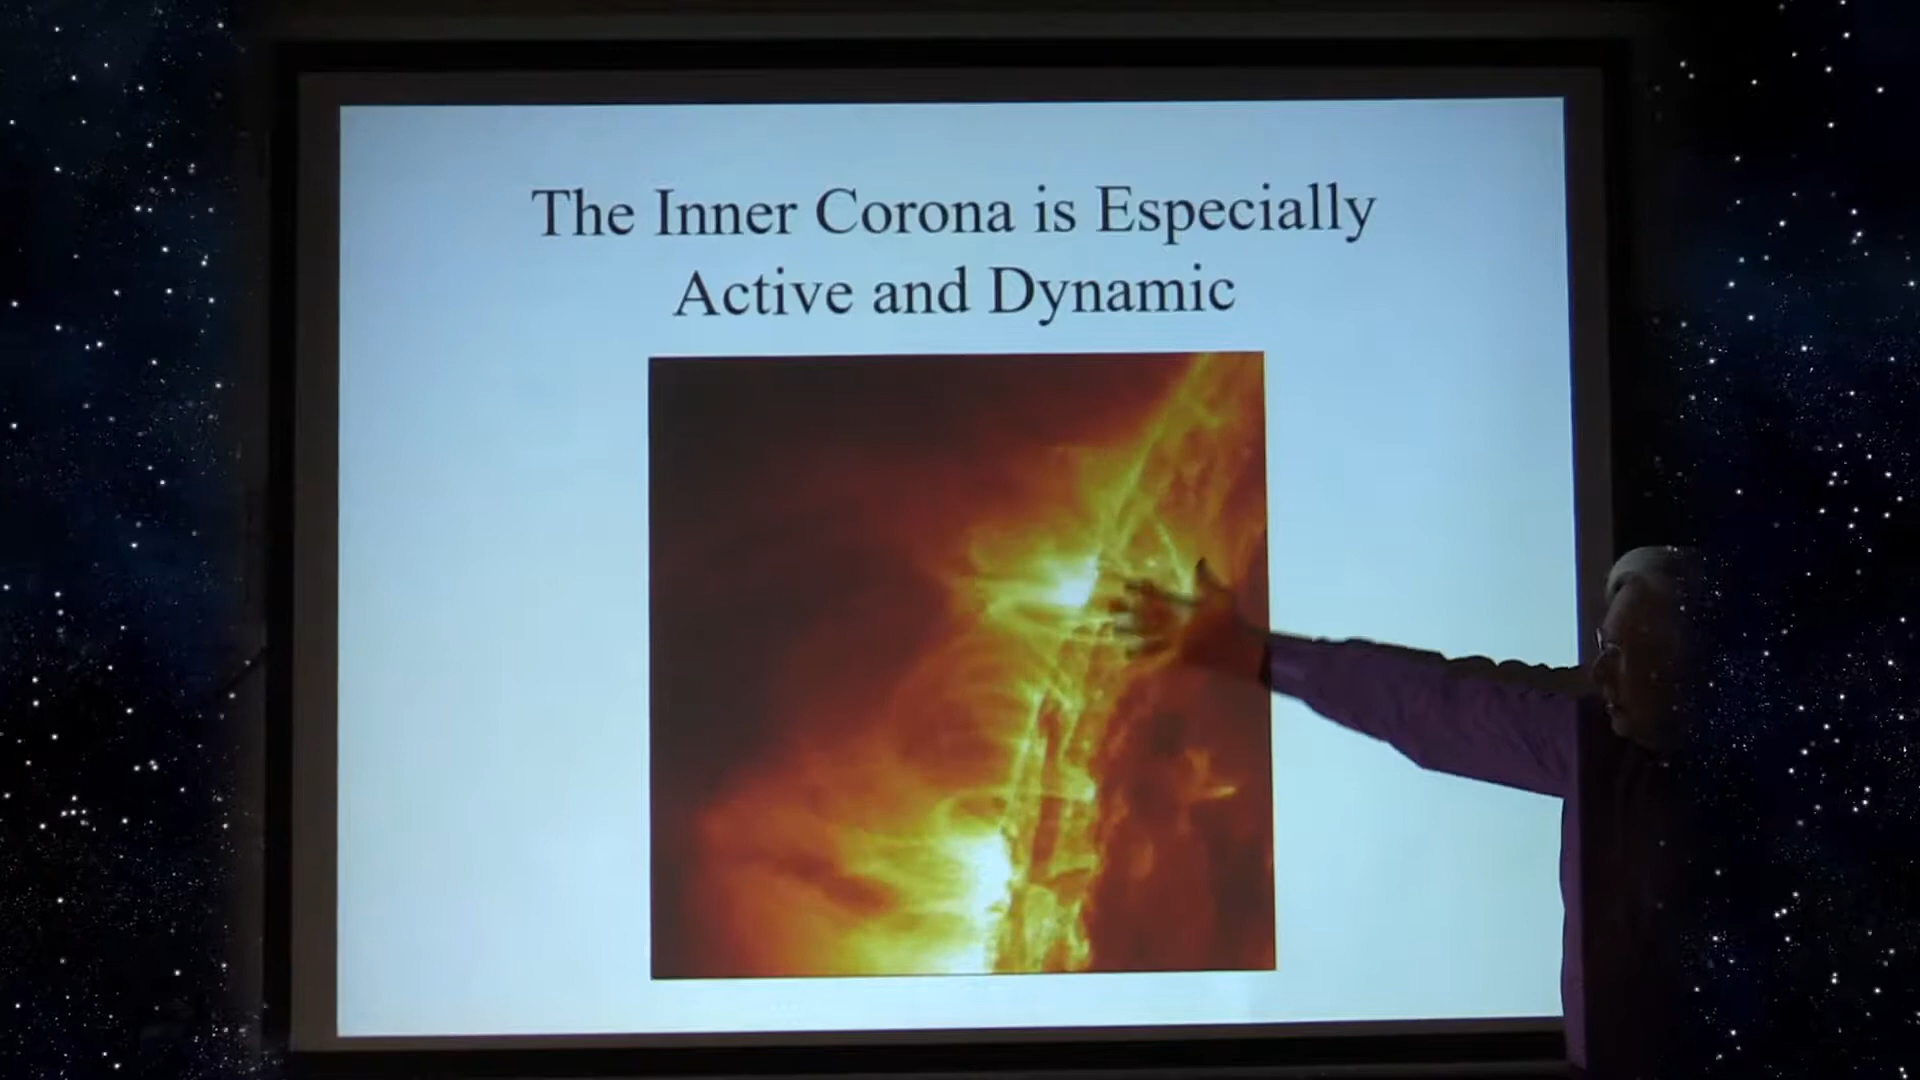 The Inner Corona is Especially
Active and Dynamic